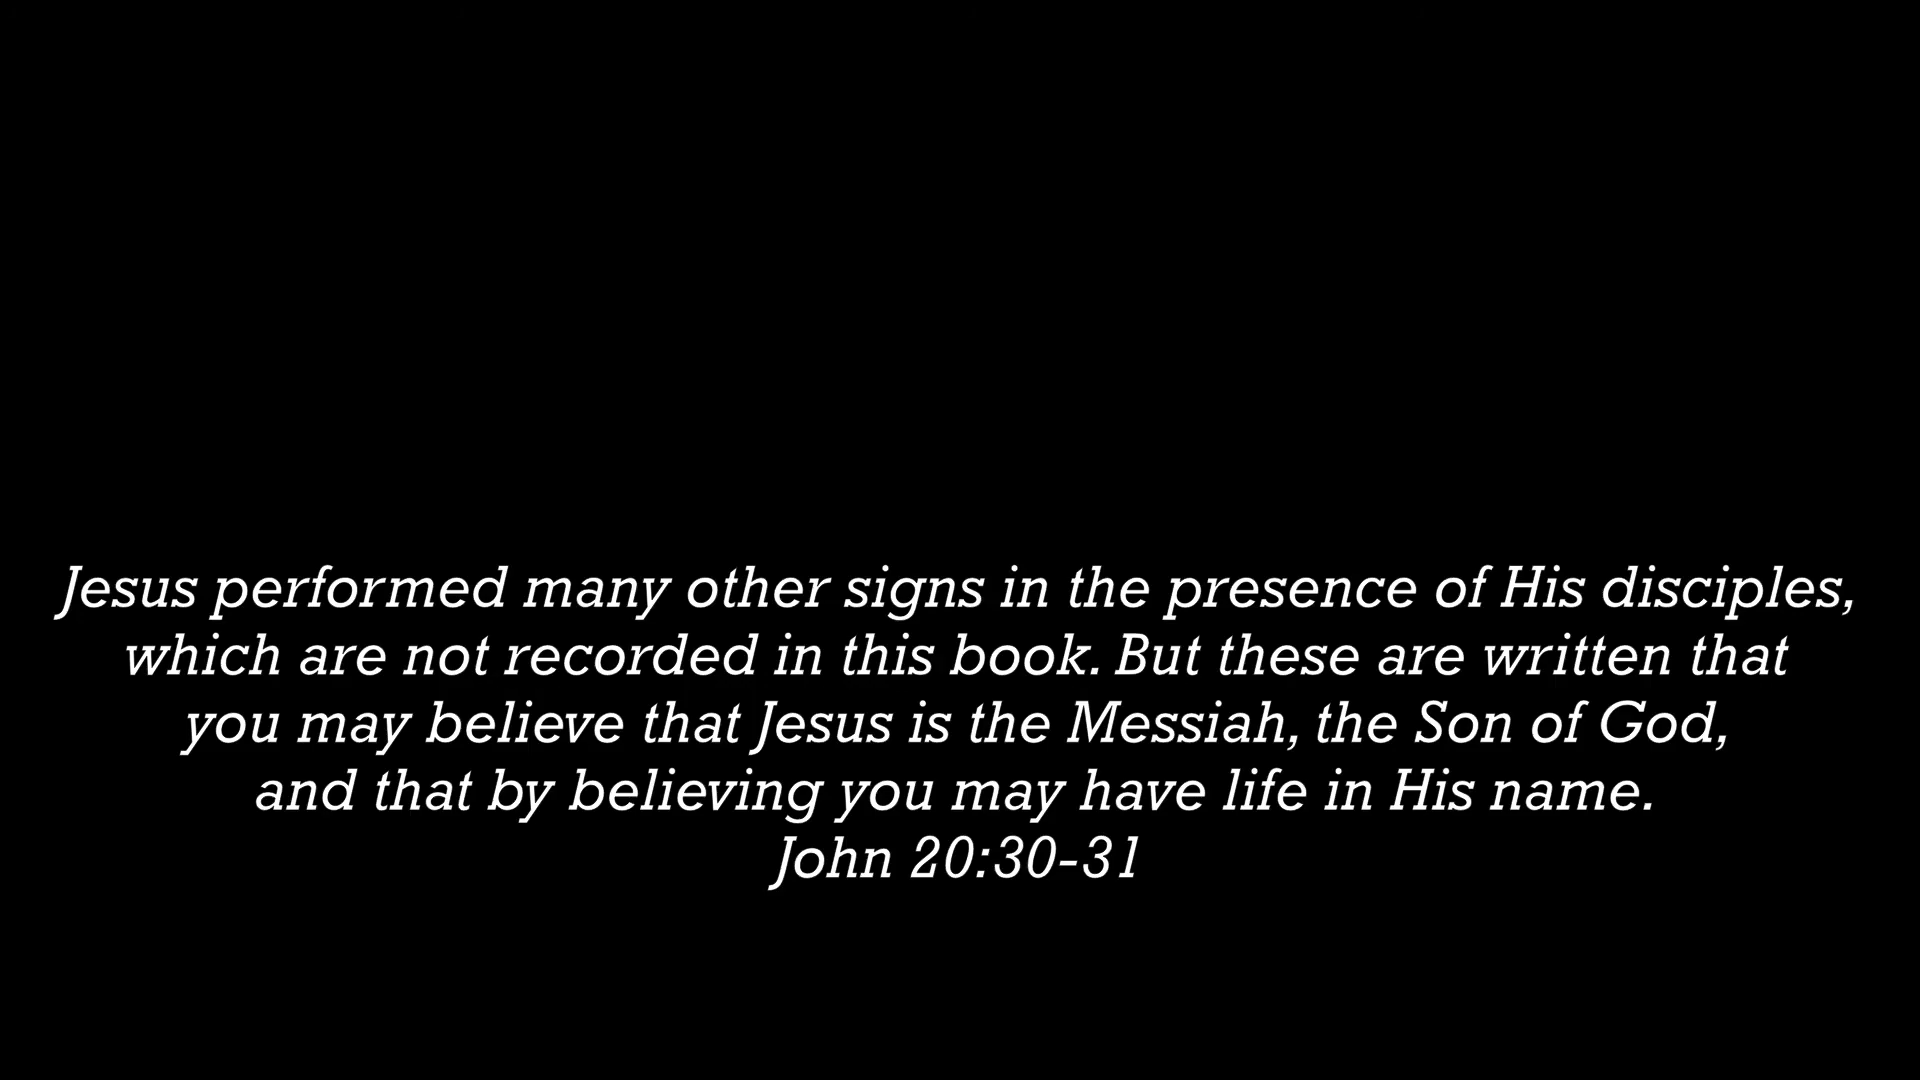 Jesus performed many other signs in the presence of His disciples,
which are not recorded in this book. But these are written that
you may believe that Jesus is the Messiah, the Son of God,
and that by believing you may have life in His name.
John 20:30-31